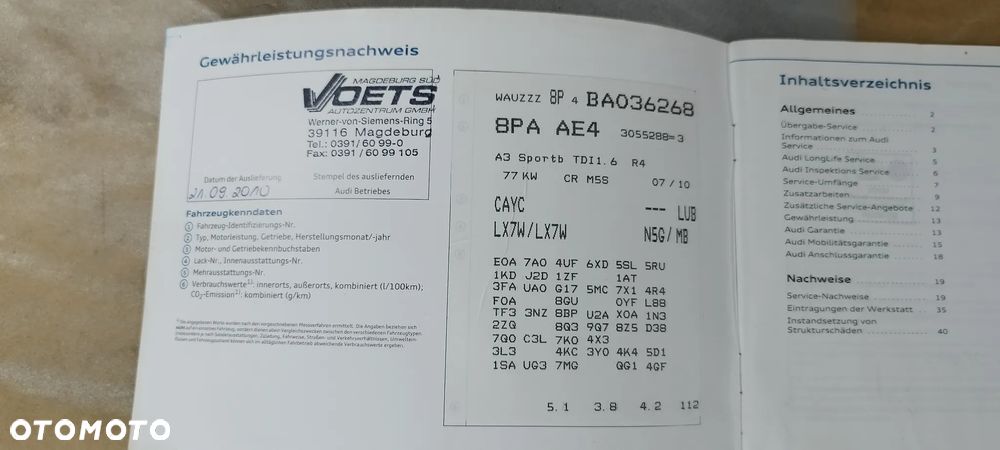 Gewährleistungsnachweis
MAGDEBURG SÜD
VOETS
AUTOZENTRUM GMBH
Werner-von-Siemens-Ring 5
39116 Magdeburg
Tel.: 0391/60 99-0
Fax: 0391/60 99 105
Datum der Auslieferung
21.09.2010
Stempel des ausliefernden
Audi Betriebes
Fahrzeugkenndaten
1 Fahrzeug-Identifizierungs-Nr.
2 Typ, Motorleistung, Getriebe, Herstellungsmonat/-jahr
3 Motor- und Getriebekennbuchstaben
4 Lack-Nr., Innenausstattungs-Nr.
5 Mehrausstattungs-Nr.
6 Verbrauchswerte1): innerorts, außerorts, kombiniert (l/100km);
CO2-Emission2): kombiniert (g/km)
WAUZZZ 8P 4 BA036268
8PA AE4 3055288=3
A3 Sportb TDI1.6 R4
77 KW CR M5S 07/10
CAYC --- LUB
LX7W/LX7W N5G/MB
E0A 7A0 4UF 6XD 5SL 5RU
1KD J2D 1ZF 1AT
3FA UA0 G17 5MC 7X1 4R4
F0A 8GU 0YF L88
TF3 3NZ 8BP U2A X0A 1N3
2ZQ 8Q3 9Q7 8Z5 D38
7Q0 C3L 7K0 4X3
3L3 4KC 3Y0 4K4 5D1
1SA UG3 7MG QG1 4GF
5.1 3.8 4.2 112
Inhaltsverzeichnis
Allgemeines 2
Übergabe-Service 2
Informationen zum Audi
Service 3
Audi LongLife Service 5
Audi Inspektions Service 6
Service-Umfänge 7
Zusatzarbeiten 9
Zusätzliche Service-Angebote 12
Gewährleistung 13
Audi Garantie 13
Audi Mobilitätsgarantie 15
Audi Anschlussgarantie 18
Nachweise 19
Service-Nachweise 19
Eintragungen der Werkstatt 35
Instandsetzung von
Strukturschäden 40
OTOMOTO